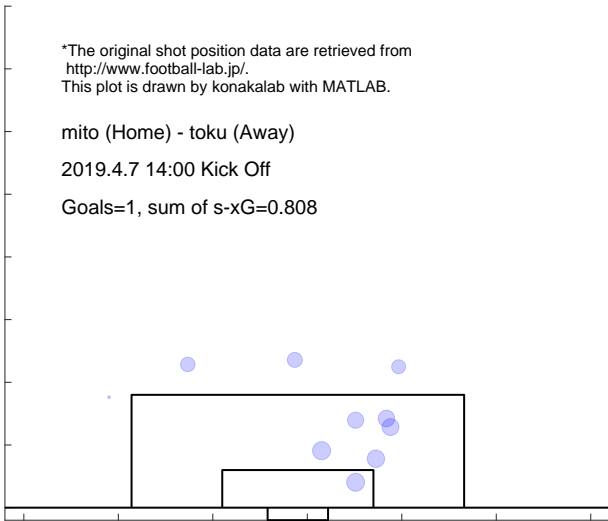 *The original shot position data are retrieved from
http://www.football-lab.jp/.
This plot is drawn by konakalab with MATLAB.
mito (Home) - toku (Away)
2019.4.7 14:00 Kick Off
Goals=1, sum of s-xG=0.808